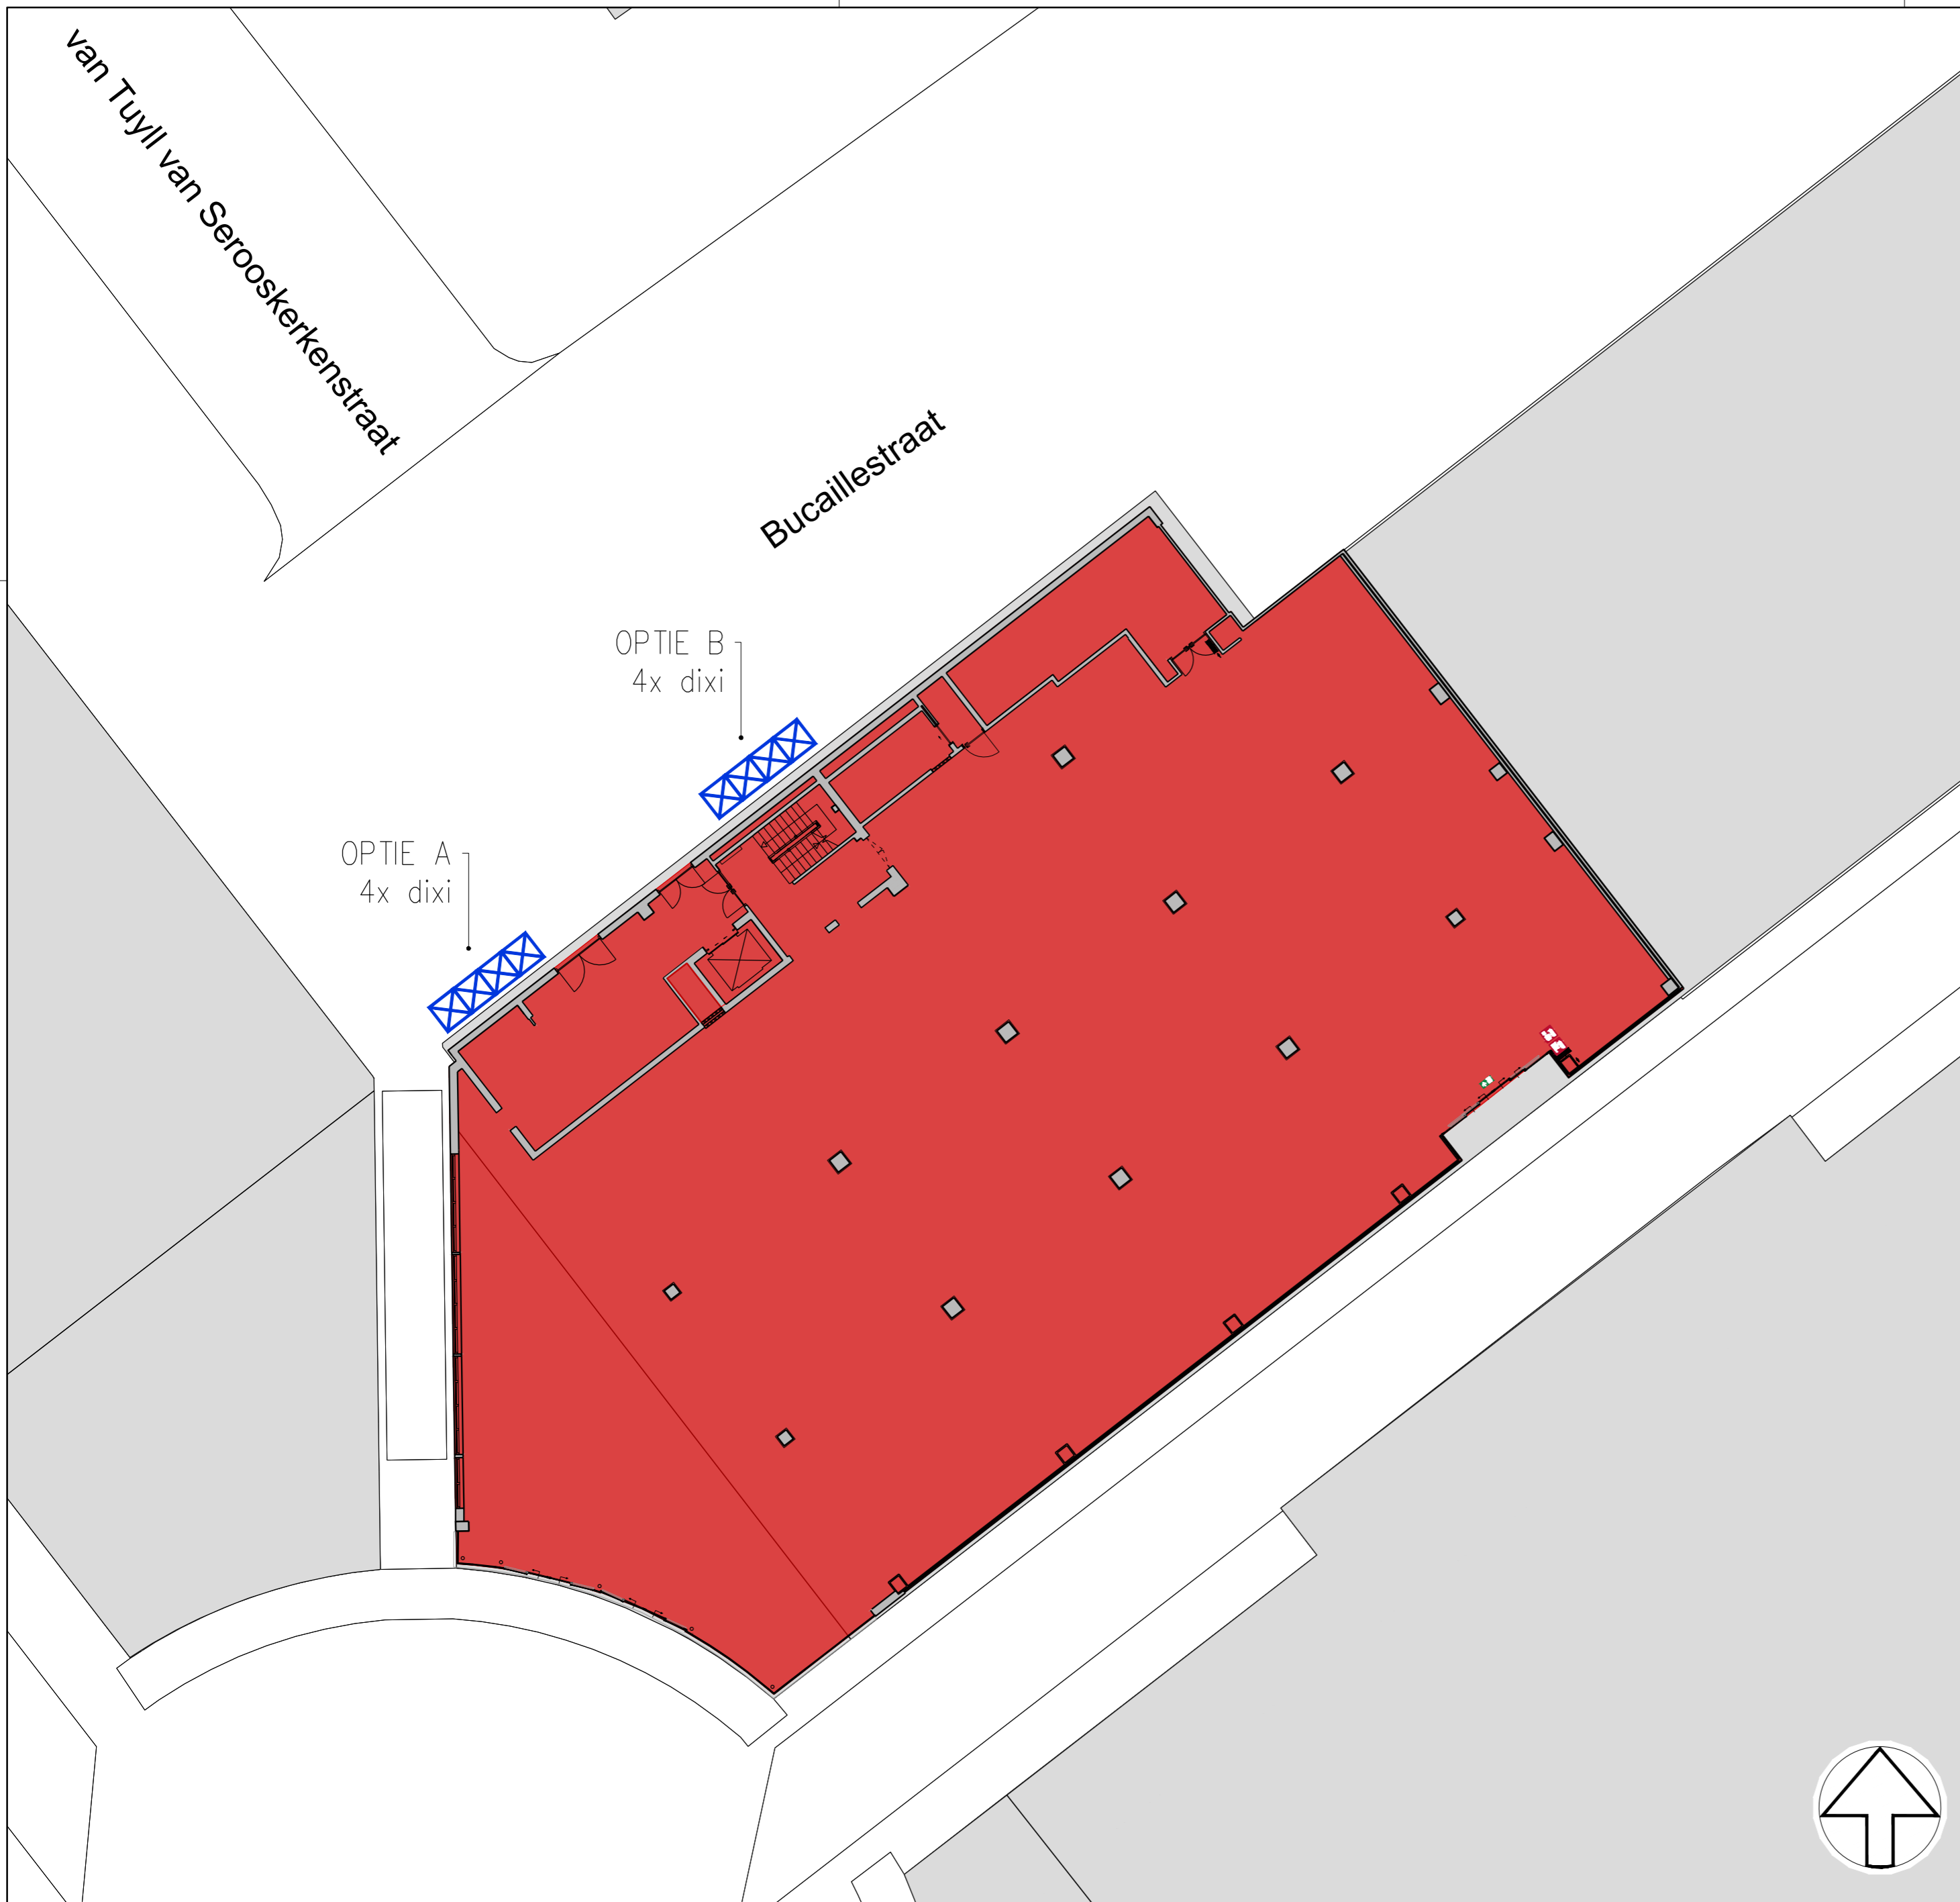 van Tuyll van Serooskerkenstraat
Bucaillestraat
OPTIE B
4x dixi
OPTIE A
4x dixi